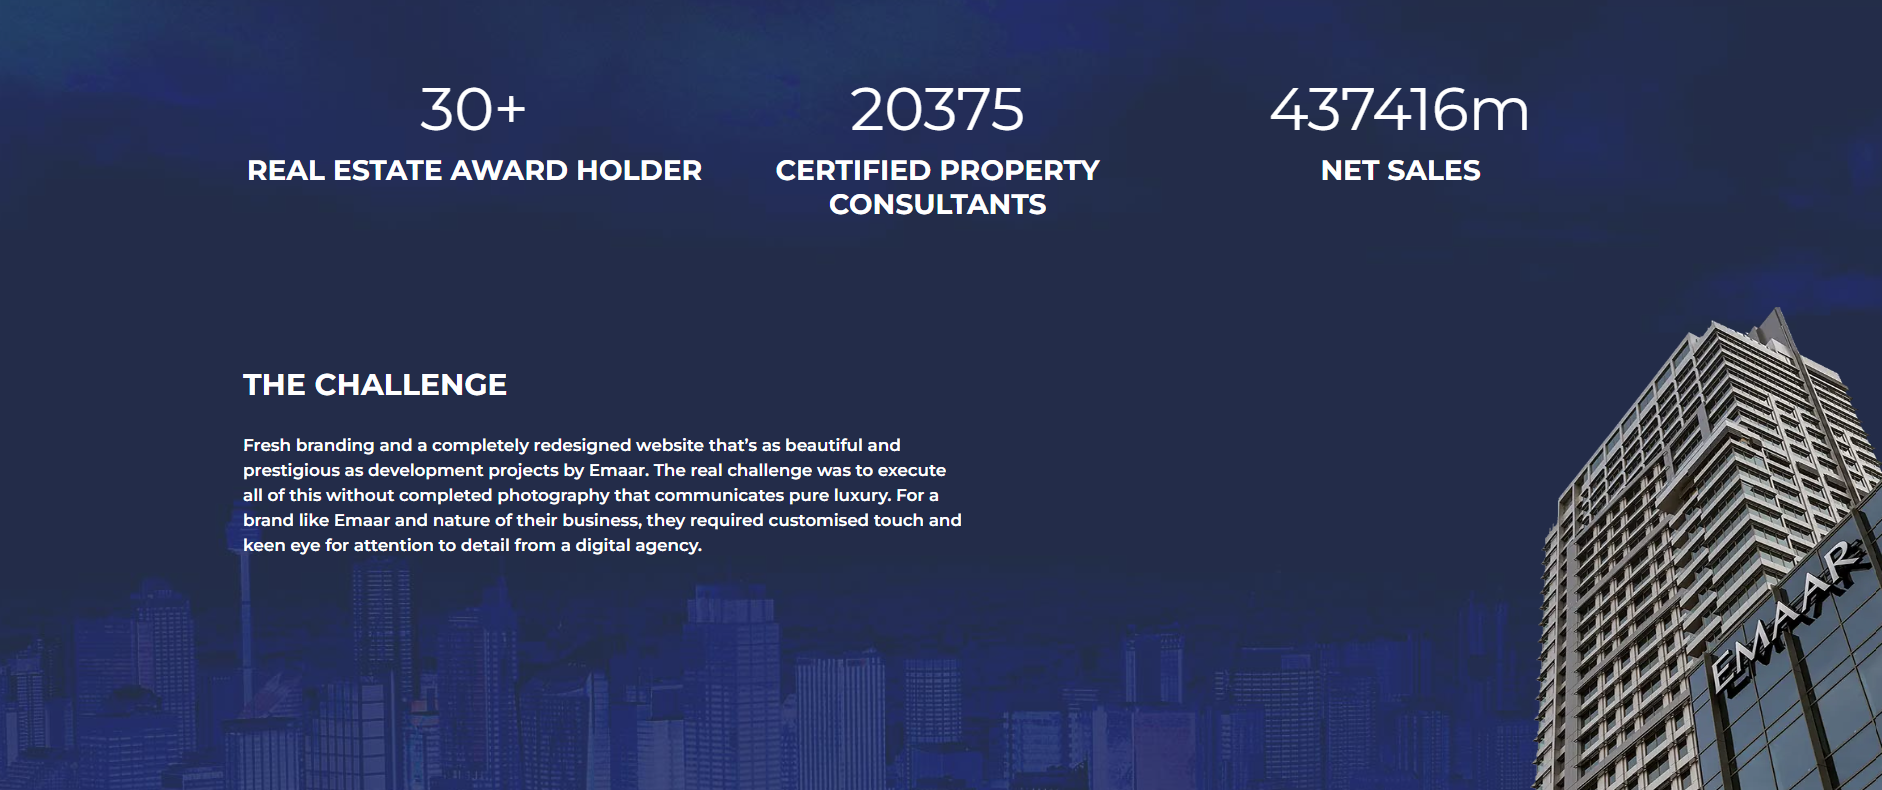 30+
REAL ESTATE AWARD HOLDER
20375
CERTIFIED PROPERTY
CONSULTANTS
437416m
NET SALES
THE CHALLENGE
Fresh branding and a completely redesigned website that’s as beautiful and
prestigious as development projects by Emaar. The real challenge was to execute
all of this without completed photography that communicates pure luxury. For a
brand like Emaar and nature of their business, they required customised touch and
keen eye for attention to detail from a digital agency.
EMAAR